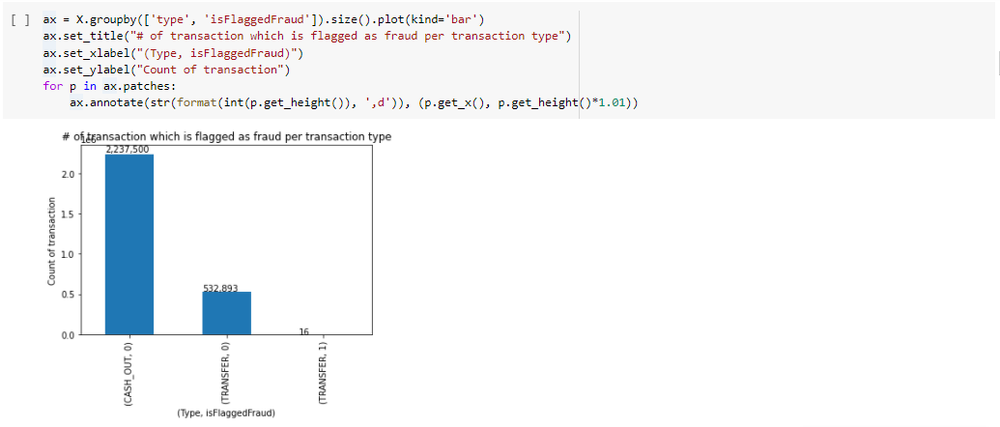 [ ] ax = X.groupby(['type', 'isFlaggedFraud']).size().plot(kind='bar')
ax.set_title("# of transaction which is flagged as fraud per transaction type")
ax.set_xlabel("(Type, isFlaggedFraud)")
ax.set_ylabel("Count of transaction")
for p in ax.patches:
    ax.annotate(str(format(int(p.get_height()), ',d')), (p.get_x(), p.get_height()*1.01))
# of transaction which is flagged as fraud per transaction type
1e6
2,237,500
2.0
1.5
1.0
0.5
0.0
Count of transaction
532,893
16
(CASH_OUT, 0)
(TRANSFER, 0)
(TRANSFER, 1)
(Type, isFlaggedFraud)